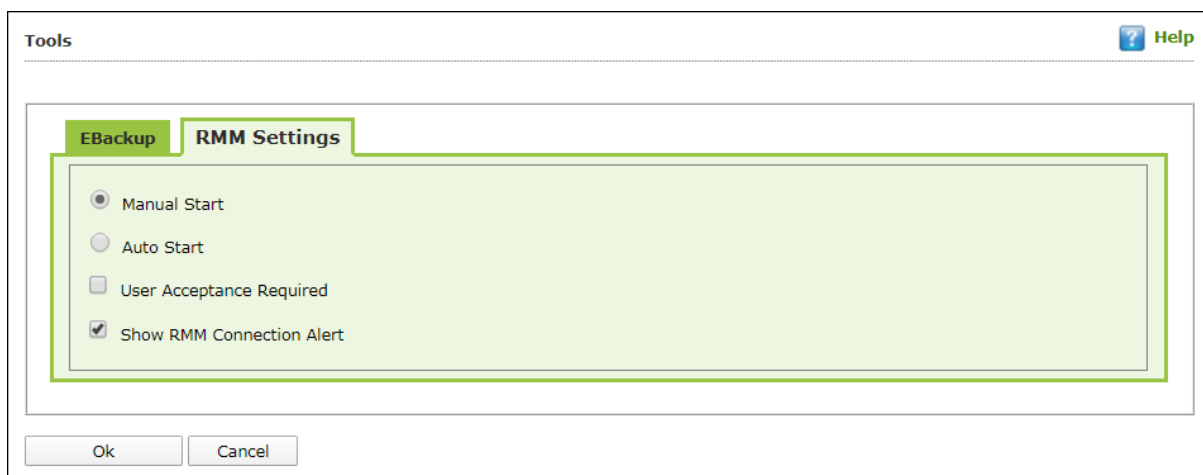 Tools
? Help
EBackup
RMM Settings
Manual Start
Auto Start
User Acceptance Required
Show RMM Connection Alert
Ok
Cancel